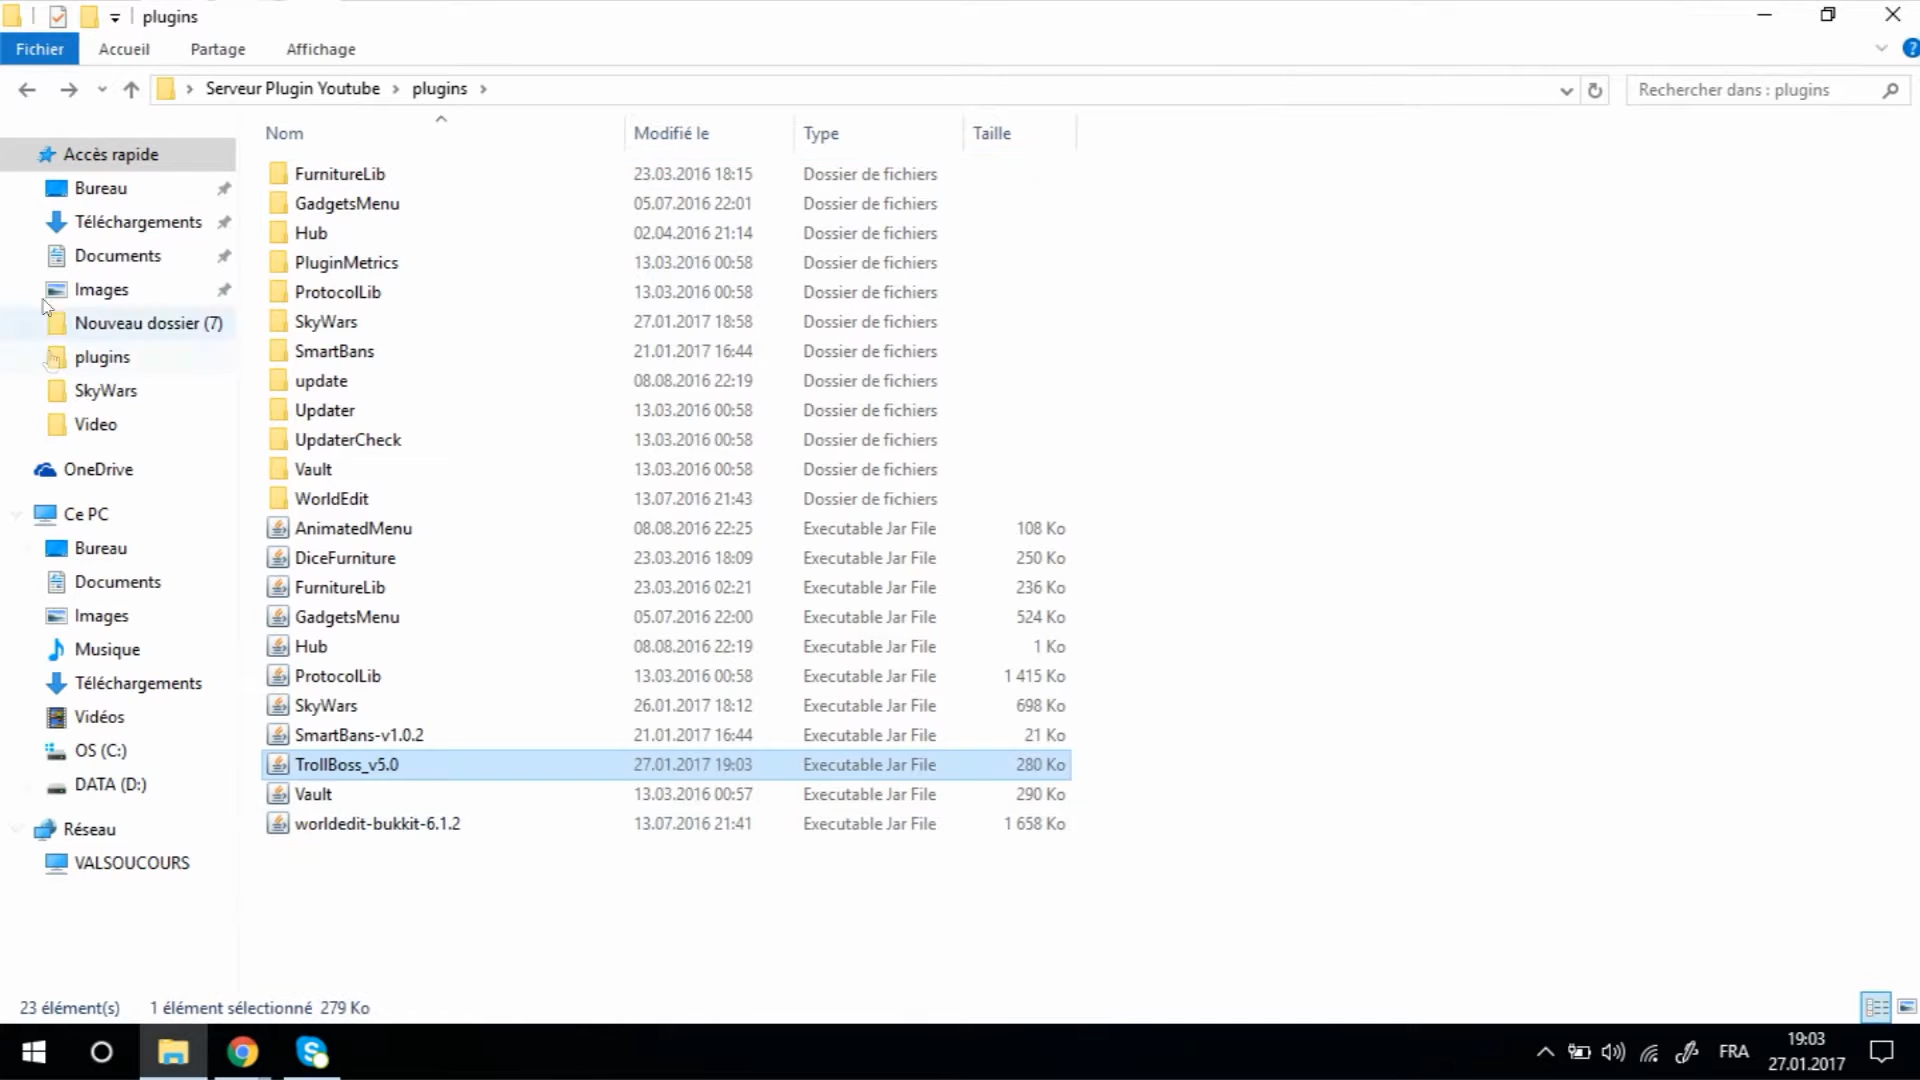 plugins
Fichier Accueil Partage Affichage
Serveur Plugin Youtube plugins Rechercher dans : plugins
Nom Modifié le Type Taille
Accès rapide
Bureau
Téléchargements
Documents
Images
Nouveau dossier (7)
plugins
SkyWars
Video
OneDrive
Ce PC
Bureau
Documents
Images
Musique
Téléchargements
Vidéos
OS (C:)
DATA (D:)
Réseau
VALSOUCOURS
FurnitureLib 23.03.2016 18:15 Dossier de fichiers
GadgetsMenu 05.07.2016 22:01 Dossier de fichiers
Hub 02.04.2016 21:14 Dossier de fichiers
PluginMetrics 13.03.2016 00:58 Dossier de fichiers
ProtocolLib 13.03.2016 00:58 Dossier de fichiers
SkyWars 27.01.2017 18:58 Dossier de fichiers
SmartBans 21.01.2017 16:44 Dossier de fichiers
update 08.08.2016 22:19 Dossier de fichiers
Updater 13.03.2016 00:58 Dossier de fichiers
UpdaterCheck 13.03.2016 00:58 Dossier de fichiers
Vault 13.03.2016 00:58 Dossier de fichiers
WorldEdit 13.07.2016 21:43 Dossier de fichiers
AnimatedMenu 08.08.2016 22:25 Executable Jar File 108 Ko
DiceFurniture 23.03.2016 18:09 Executable Jar File 250 Ko
FurnitureLib 23.03.2016 02:21 Executable Jar File 236 Ko
GadgetsMenu 05.07.2016 22:00 Executable Jar File 524 Ko
Hub 08.08.2016 22:19 Executable Jar File 1 Ko
ProtocolLib 13.03.2016 00:58 Executable Jar File 1 415 Ko
SkyWars 26.01.2017 18:12 Executable Jar File 698 Ko
SmartBans-v1.0.2 21.01.2017 16:44 Executable Jar File 21 Ko
TrollBoss_v5.0 27.01.2017 19:03 Executable Jar File 280 Ko
Vault 13.03.2016 00:57 Executable Jar File 290 Ko
worldedit-bukkit-6.1.2 13.07.2016 21:41 Executable Jar File 1 658 Ko
23 élément(s) 1 élément sélectionné 279 Ko
FRA
19:03
27.01.2017